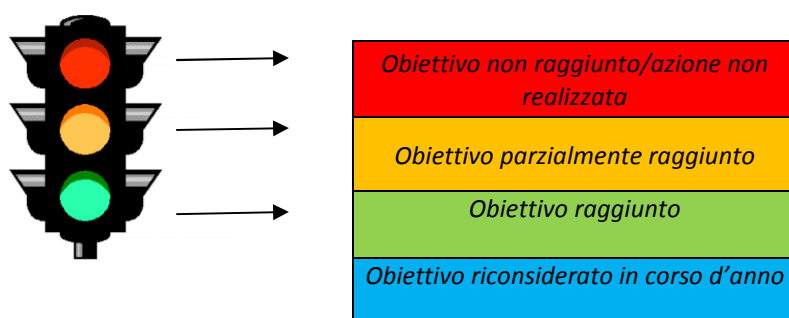 Obiettivo non raggiunto/azione non
realizzata
Obiettivo parzialmente raggiunto
Obiettivo raggiunto
Obiettivo riconsiderato in corso d’anno